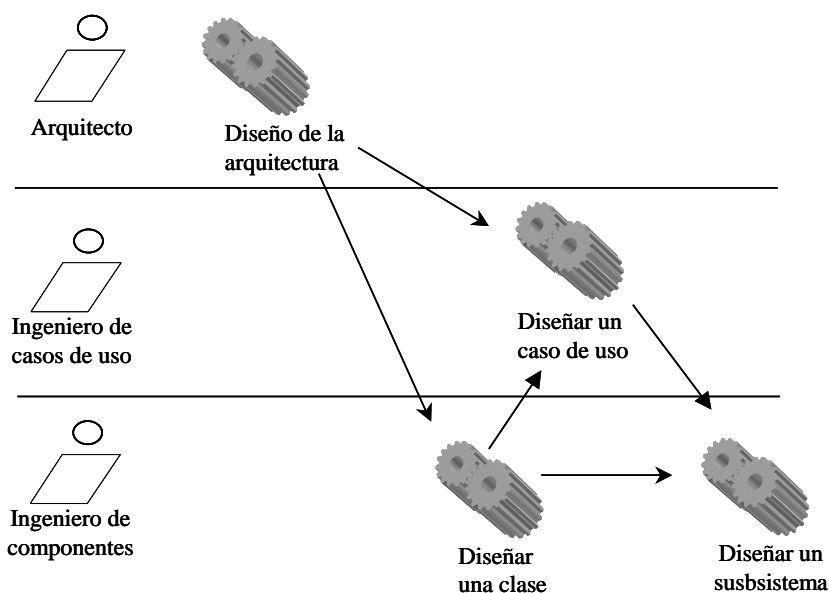 Arquitecto
Diseño de la
arquitectura
Ingeniero de
casos de uso
Diseñar un
caso de uso
Ingeniero de
componentes
Diseñar
una clase
Diseñar un
susbsistema